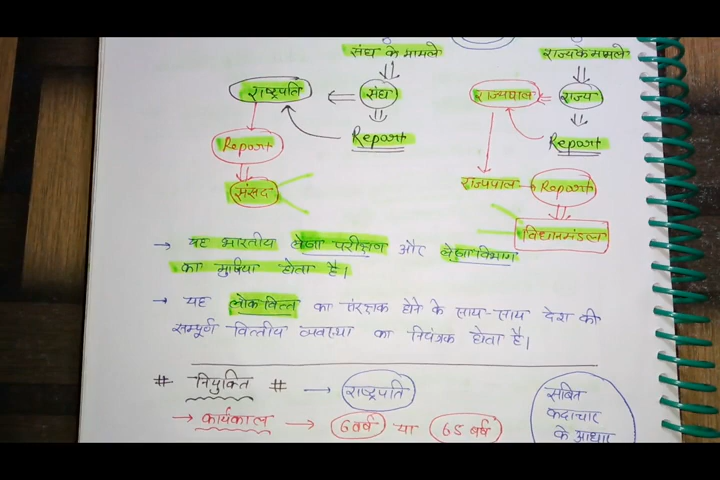 संघ के मामले
राज्य के मामले
राष्ट्रपति
संघ
राज्यपाल
राज्य
Report
Report
Report
राज्यपाल
Report
संसद
विधानमंडल
→ यह भारतीय लेखा परीक्षण और लेखा विभाग
का मुखिया होता है।
→ यह लोकवित्त का संरक्षक होने के साथ-साथ देश की
सम्पूर्ण वित्तीय व्यवस्था का नियंत्रक होता है।
# नियुक्ति # → राष्ट्रपति
→ कार्यकाल → 6 वर्ष या 65 वर्ष
साबित
कदाचार
के आधार